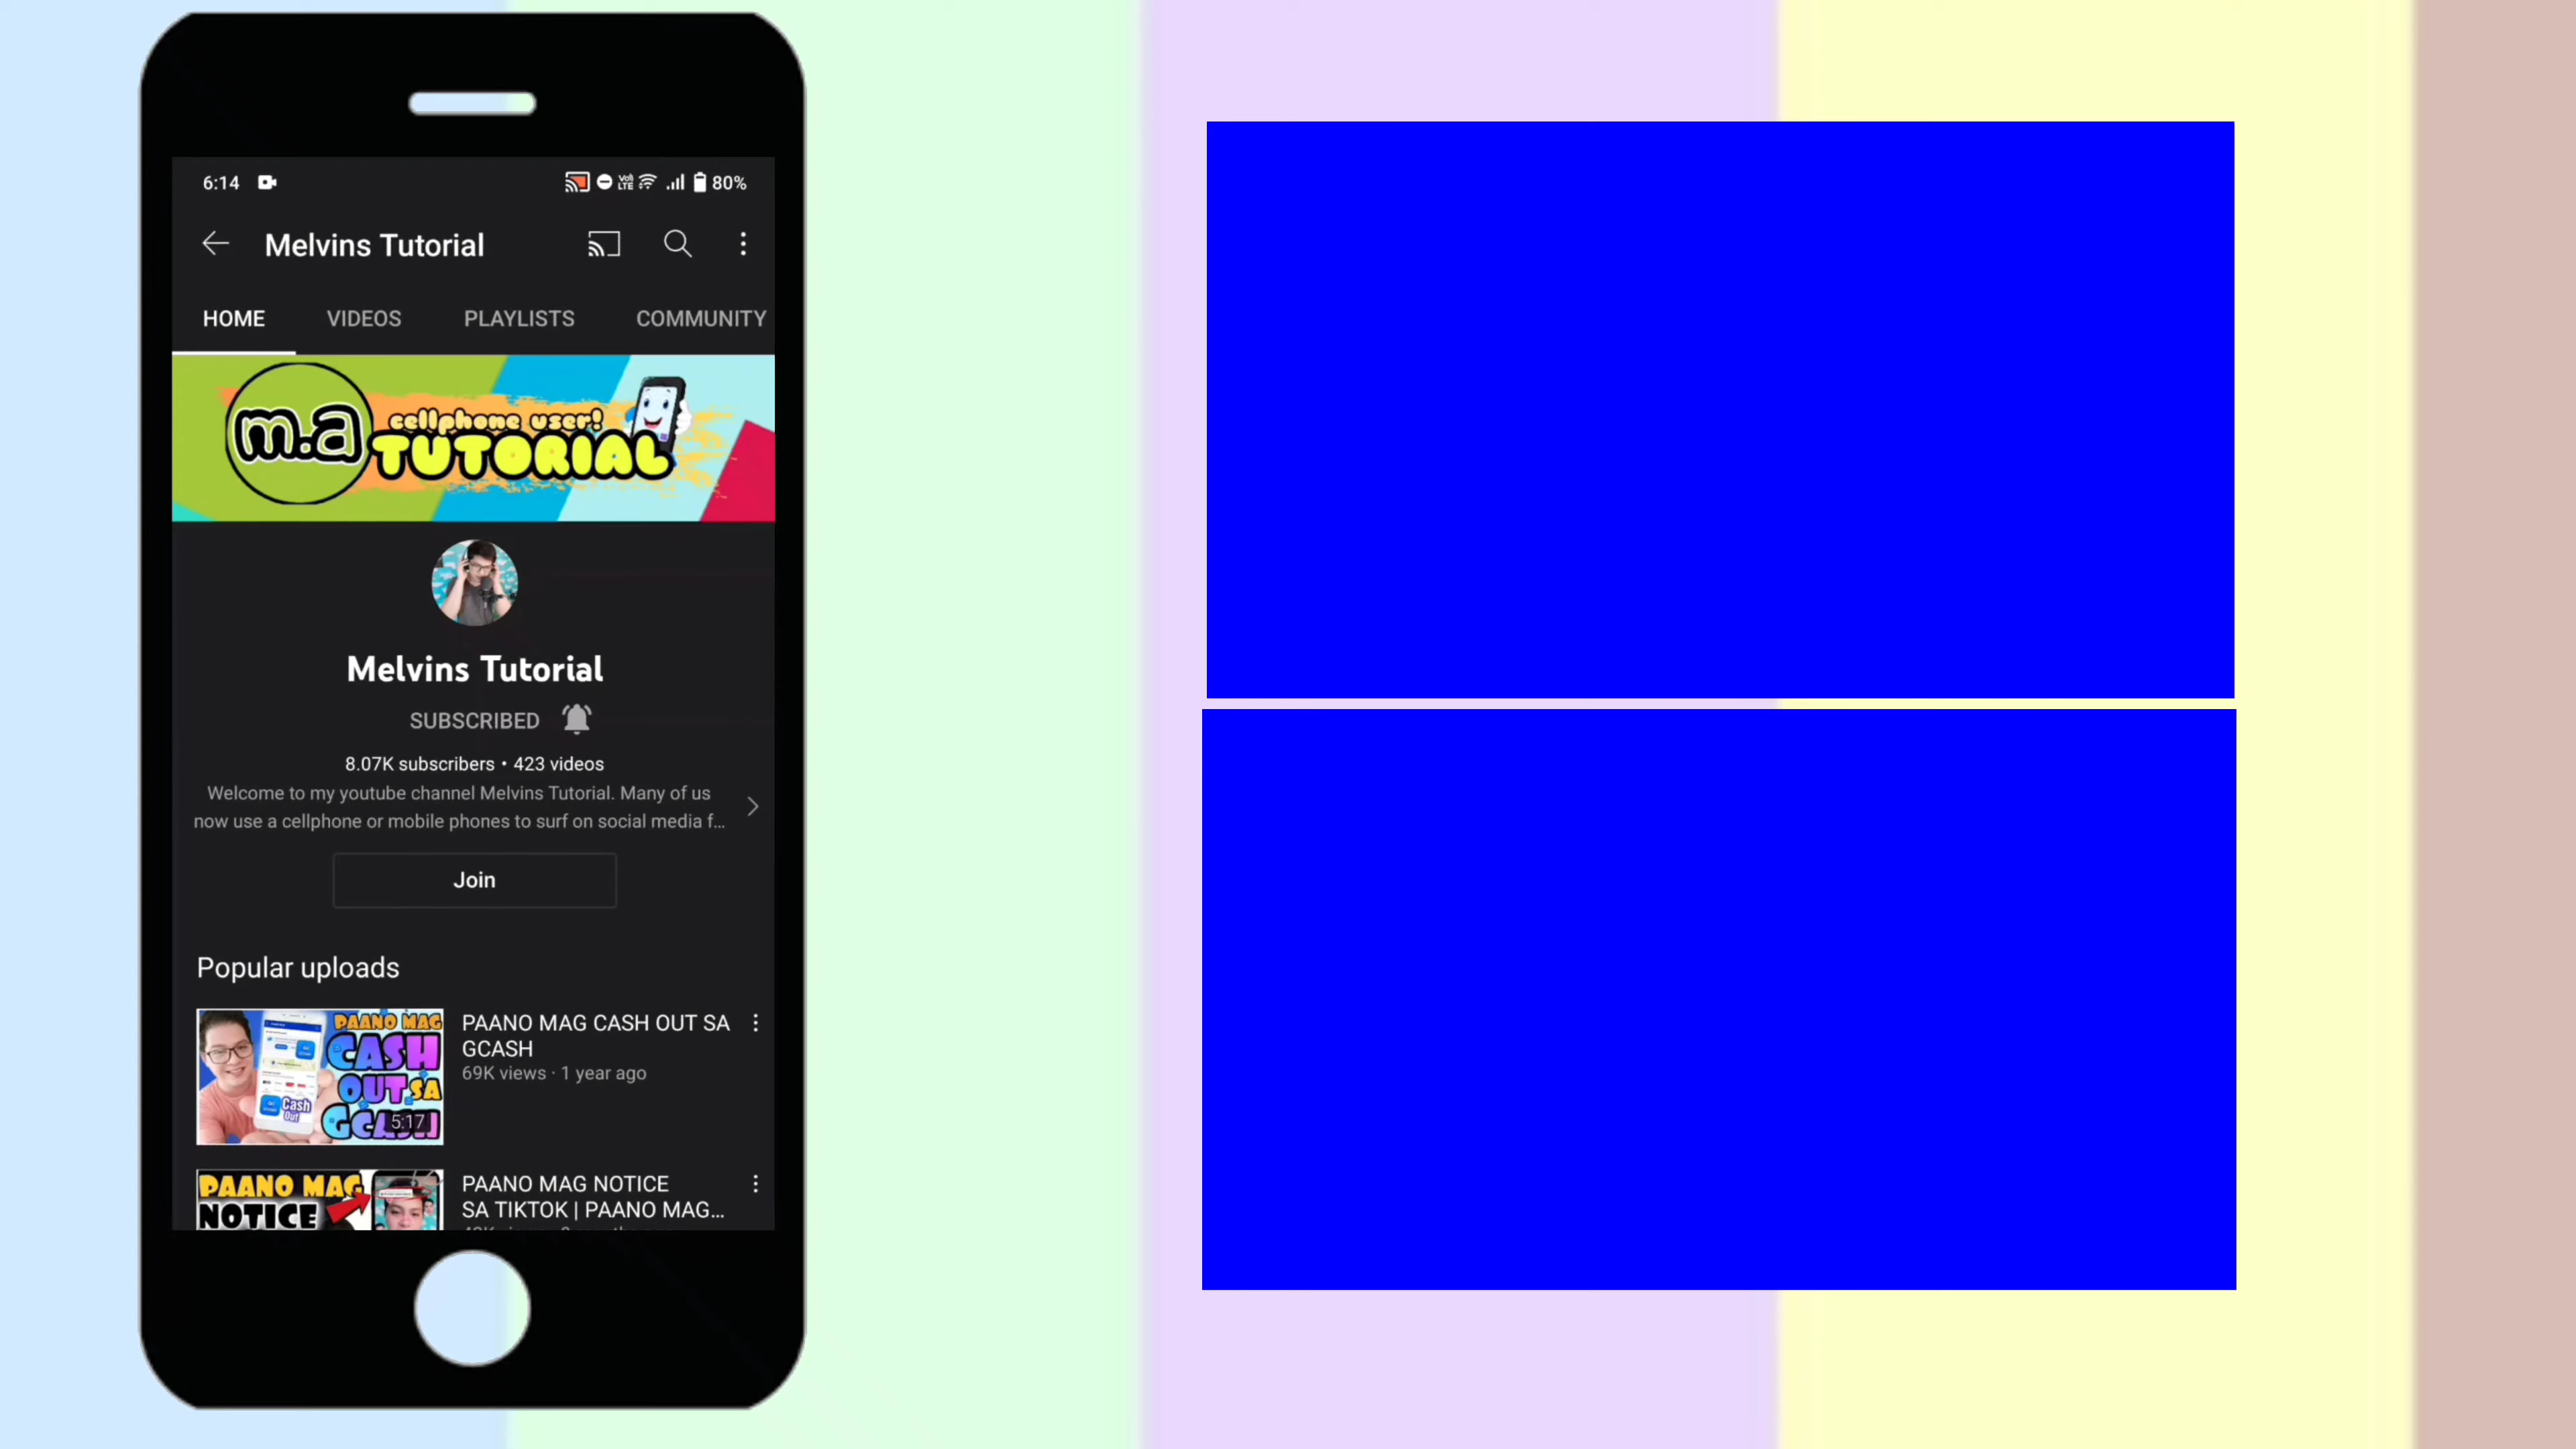 6:14 80%
Melvins Tutorial
HOME VIDEOS PLAYLISTS COMMUNITY
m.a cellphone user!
TUTORIAL
Melvins Tutorial
SUBSCRIBED
8.07K subscribers • 423 videos
Welcome to my youtube channel Melvins Tutorial. Many of us
now use a cellphone or mobile phones to surf on social media f...
Join
Popular uploads
PAANO MAG
CASH
OUT SA
GCASH
Cash
Out
5:17
PAANO MAG CASH OUT SA
GCASH
69K views · 1 year ago
PAANO MAG
NOTICE
PAANO MAG NOTICE
SA TIKTOK | PAANO MAG...